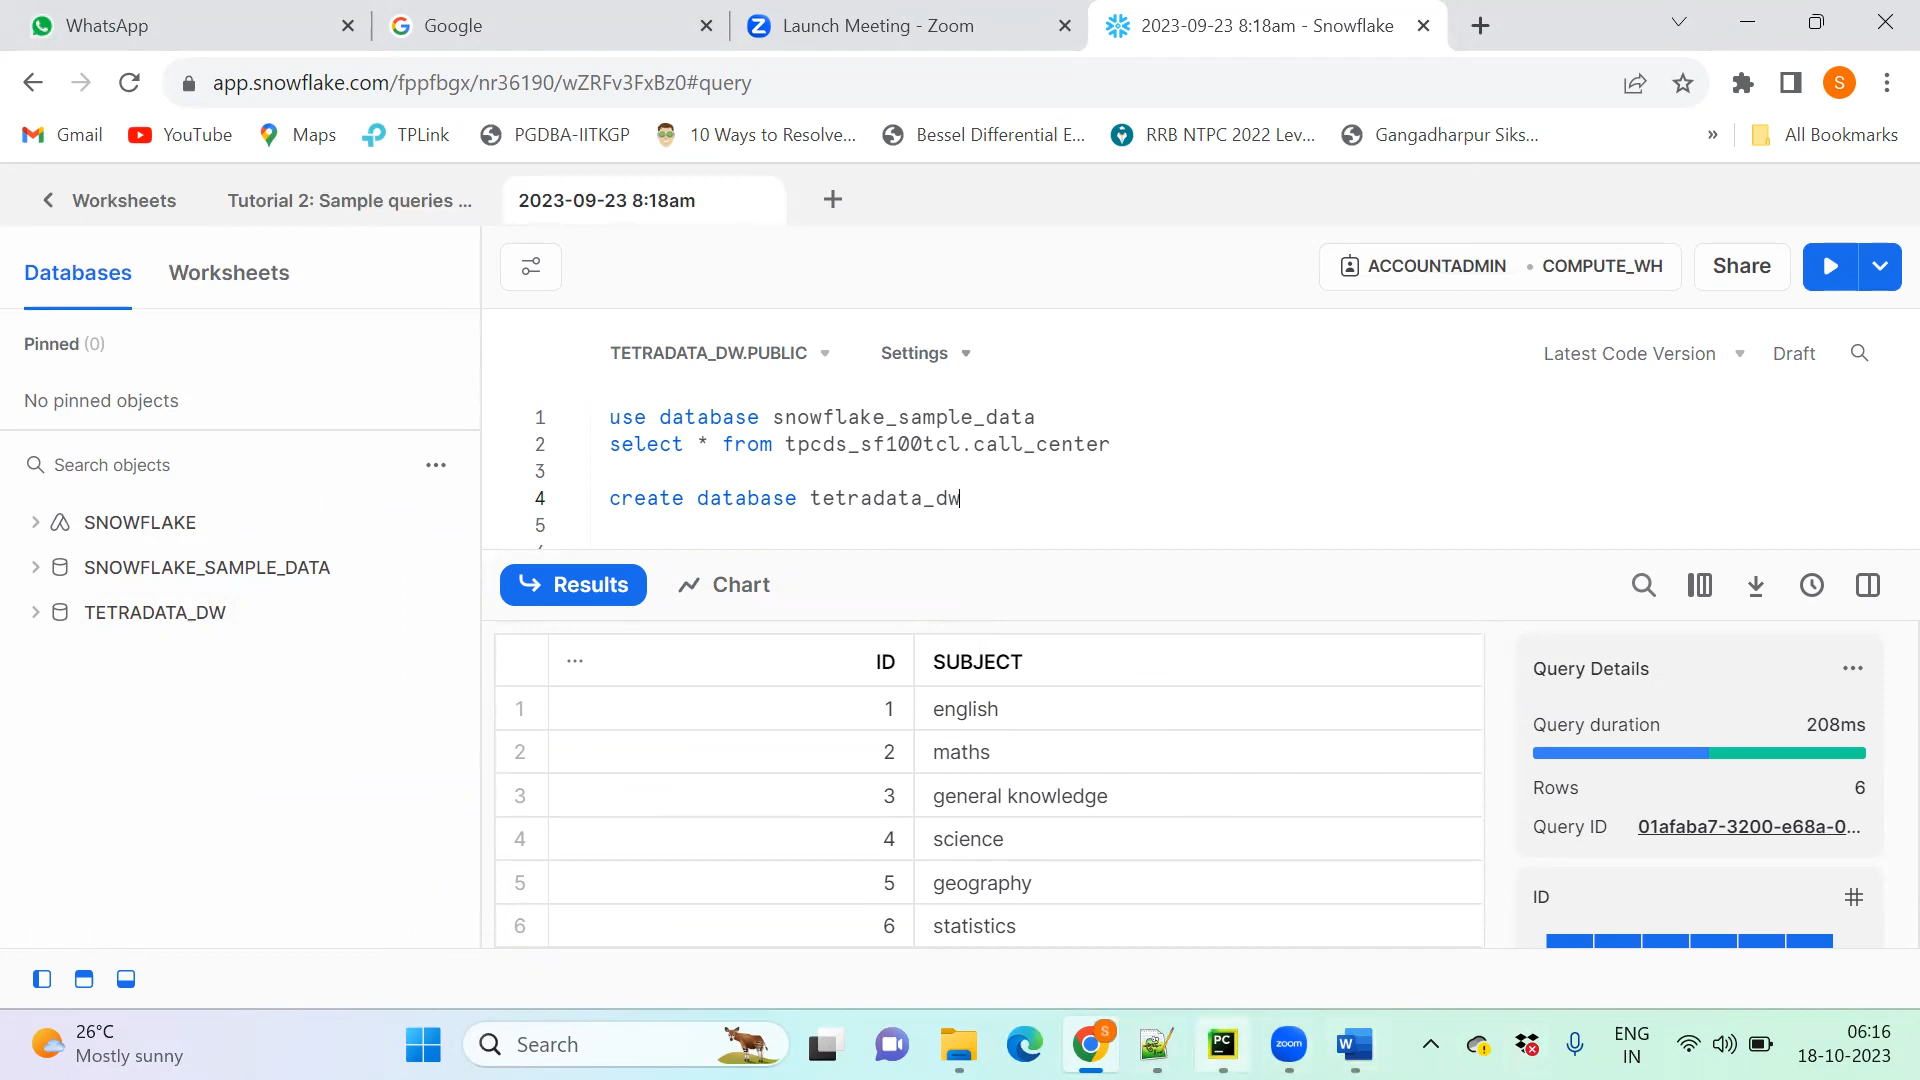 WhatsApp
Google
Launch Meeting - Zoom
2023-09-23 8:18am - Snowflake
app.snowflake.com/fppfbgx/nr36190/wZRFv3FxBz0#query
S
Gmail
YouTube
Maps
TPLink
PGDBA-IITKGP
10 Ways to Resolve...
Bessel Differential E...
RRB NTPC 2022 Lev...
Gangadharpur Siks...
»
All Bookmarks
Worksheets
Tutorial 2: Sample queries ...
2023-09-23 8:18am
Databases
Worksheets
ACCOUNTADMIN • COMPUTE_WH
Share
Pinned (0)
No pinned objects
Search objects
SNOWFLAKE
SNOWFLAKE_SAMPLE_DATA
TETRADATA_DW
TETRADATA_DW.PUBLIC
Settings
Latest Code Version
Draft
1 use database snowflake_sample_data
2 select * from tpcds_sf100tcl.call_center
3
4 create database tetradata_dw
5
Results
Chart
... ID SUBJECT
1 1 english
2 2 maths
3 3 general knowledge
4 4 science
5 5 geography
6 6 statistics
Query Details
Query duration 208ms
Rows 6
Query ID 01afaba7-3200-e68a-0...
ID
26°C
Mostly sunny
Search
S
PC
zoom
W
ENG
IN
06:16
18-10-2023